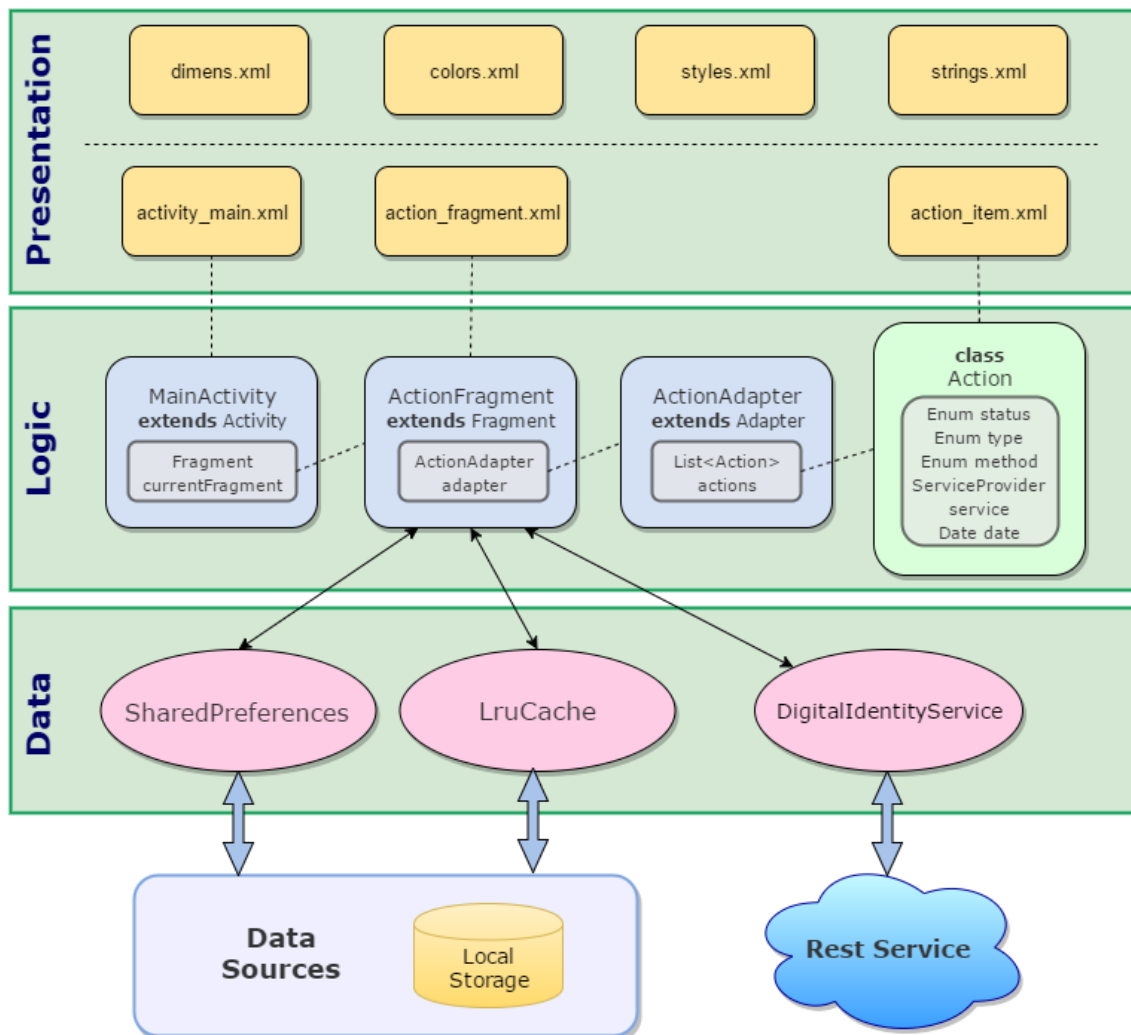 Presentation
dimens.xml
colors.xml
styles.xml
strings.xml
activity_main.xml
action_fragment.xml
action_item.xml
Logic
MainActivity
extends Activity
Fragment
currentFragment
ActionFragment
extends Fragment
ActionAdapter
adapter
ActionAdapter
extends Adapter
List<Action>
actions
class
Action
Enum status
Enum type
Enum method
ServiceProvider
service
Date date
Data
SharedPreferences
LruCache
DigitalIdentityService
Data
Sources
Local
Storage
Rest Service